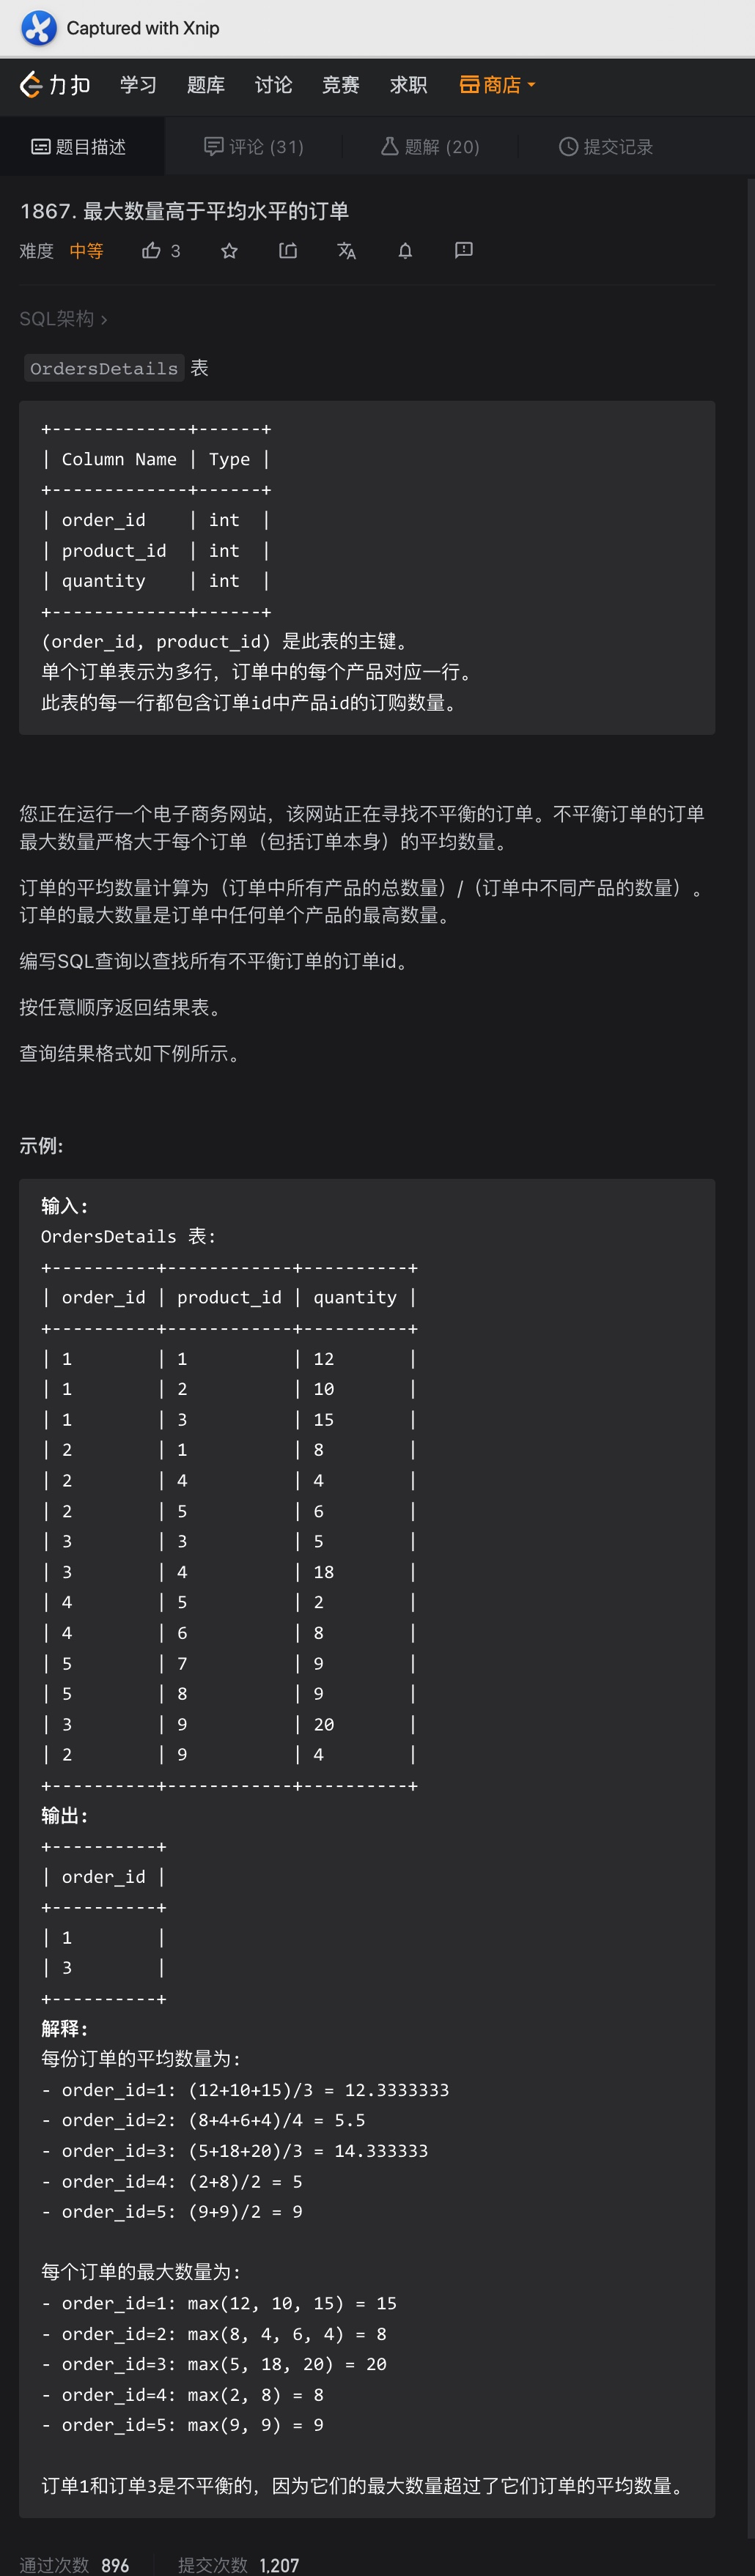 Captured with Xnip
力扣 学习 题库 讨论 竞赛 求职 商店
题目描述 评论 (31) 题解 (20) 提交记录
1867. 最大数量高于平均水平的订单
难度 中等 3
SQL架构 >
OrdersDetails 表
+-------------+------+
| Column Name | Type |
+-------------+------+
| order_id    | int  |
| product_id  | int  |
| quantity    | int  |
+-------------+------+
(order_id, product_id) 是此表的主键。
单个订单表示为多行，订单中的每个产品对应一行。
此表的每一行都包含订单id中产品id的订购数量。
您正在运行一个电子商务网站，该网站正在寻找不平衡的订单。不平衡订单的订单
最大数量严格大于每个订单（包括订单本身）的平均数量。
订单的平均数量计算为（订单中所有产品的总数量）/（订单中不同产品的数量）。
订单的最大数量是订单中任何单个产品的最高数量。
编写SQL查询以查找所有不平衡订单的订单id。
按任意顺序返回结果表。
查询结果格式如下例所示。
示例:
输入:
OrdersDetails 表:
+----------+------------+----------+
| order_id | product_id | quantity |
+----------+------------+----------+
| 1        | 1          | 12       |
| 1        | 2          | 10       |
| 1        | 3          | 15       |
| 2        | 1          | 8        |
| 2        | 4          | 4        |
| 2        | 5          | 6        |
| 3        | 3          | 5        |
| 3        | 4          | 18       |
| 4        | 5          | 2        |
| 4        | 6          | 8        |
| 5        | 7          | 9        |
| 5        | 8          | 9        |
| 3        | 9          | 20       |
| 2        | 9          | 4        |
+----------+------------+----------+
输出:
+----------+
| order_id |
+----------+
| 1        |
| 3        |
+----------+
解释:
每份订单的平均数量为:
- order_id=1: (12+10+15)/3 = 12.3333333
- order_id=2: (8+4+6+4)/4 = 5.5
- order_id=3: (5+18+20)/3 = 14.333333
- order_id=4: (2+8)/2 = 5
- order_id=5: (9+9)/2 = 9
每个订单的最大数量为:
- order_id=1: max(12, 10, 15) = 15
- order_id=2: max(8, 4, 6, 4) = 8
- order_id=3: max(5, 18, 20) = 20
- order_id=4: max(2, 8) = 8
- order_id=5: max(9, 9) = 9
订单1和订单3是不平衡的，因为它们的最大数量超过了它们订单的平均数量。
通过次数 896 提交次数 1,207